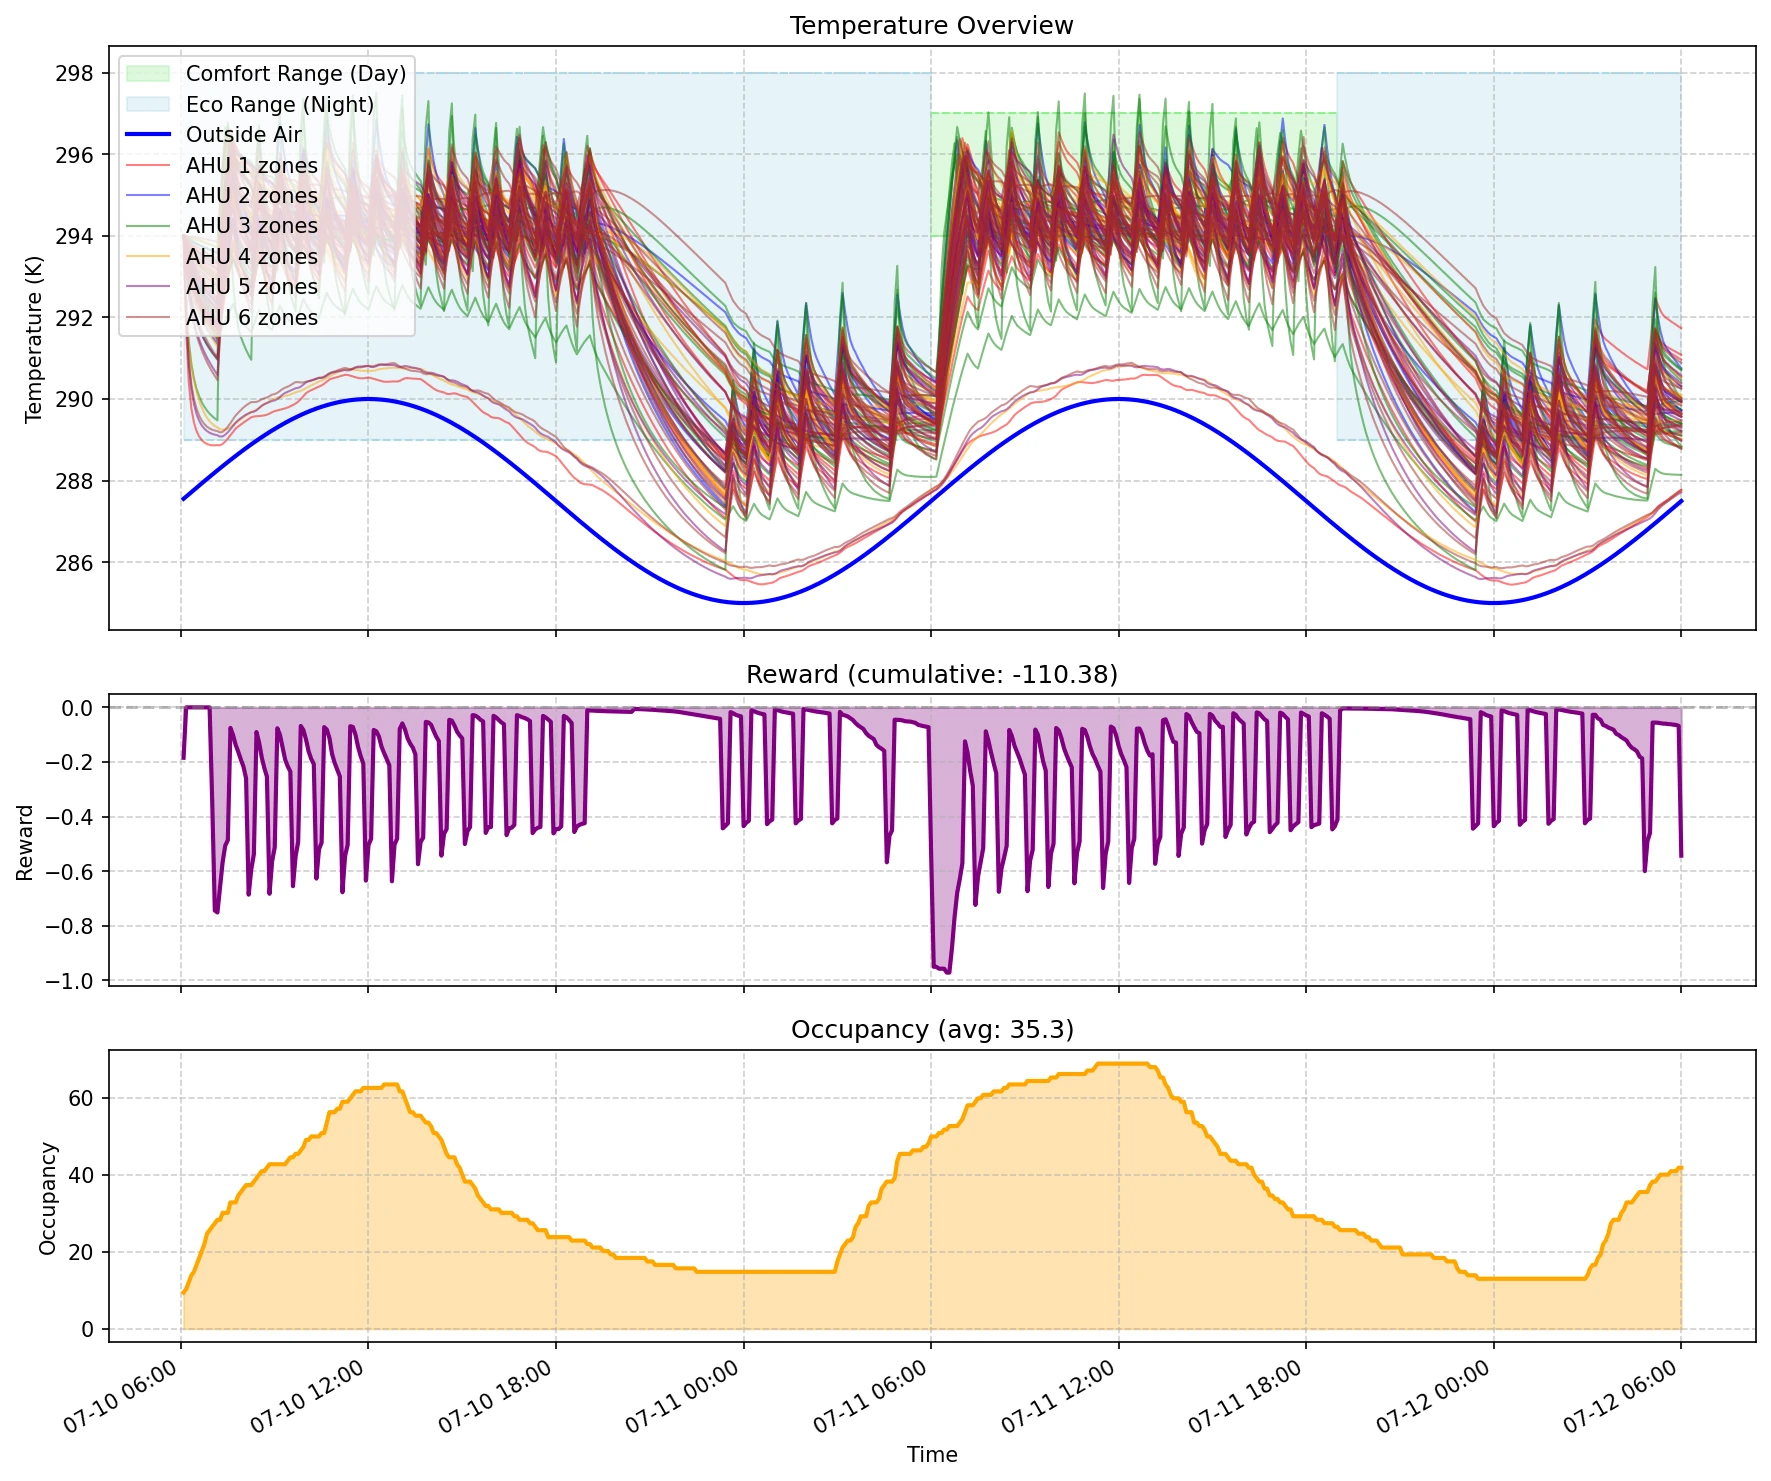 Temperature Overview
298
296
294
292
290
288
286
Temperature (K)
Comfort Range (Day)
Eco Range (Night)
Outside Air
AHU 1 zones
AHU 2 zones
AHU 3 zones
AHU 4 zones
AHU 5 zones
AHU 6 zones
Reward (cumulative: -110.38)
0.0
−0.2
−0.4
−0.6
−0.8
−1.0
Reward
Occupancy (avg: 35.3)
60
40
20
0
Occupancy
07-10 06:00
07-10 12:00
07-10 18:00
07-11 00:00
07-11 06:00
07-11 12:00
07-11 18:00
07-12 00:00
07-12 06:00
Time